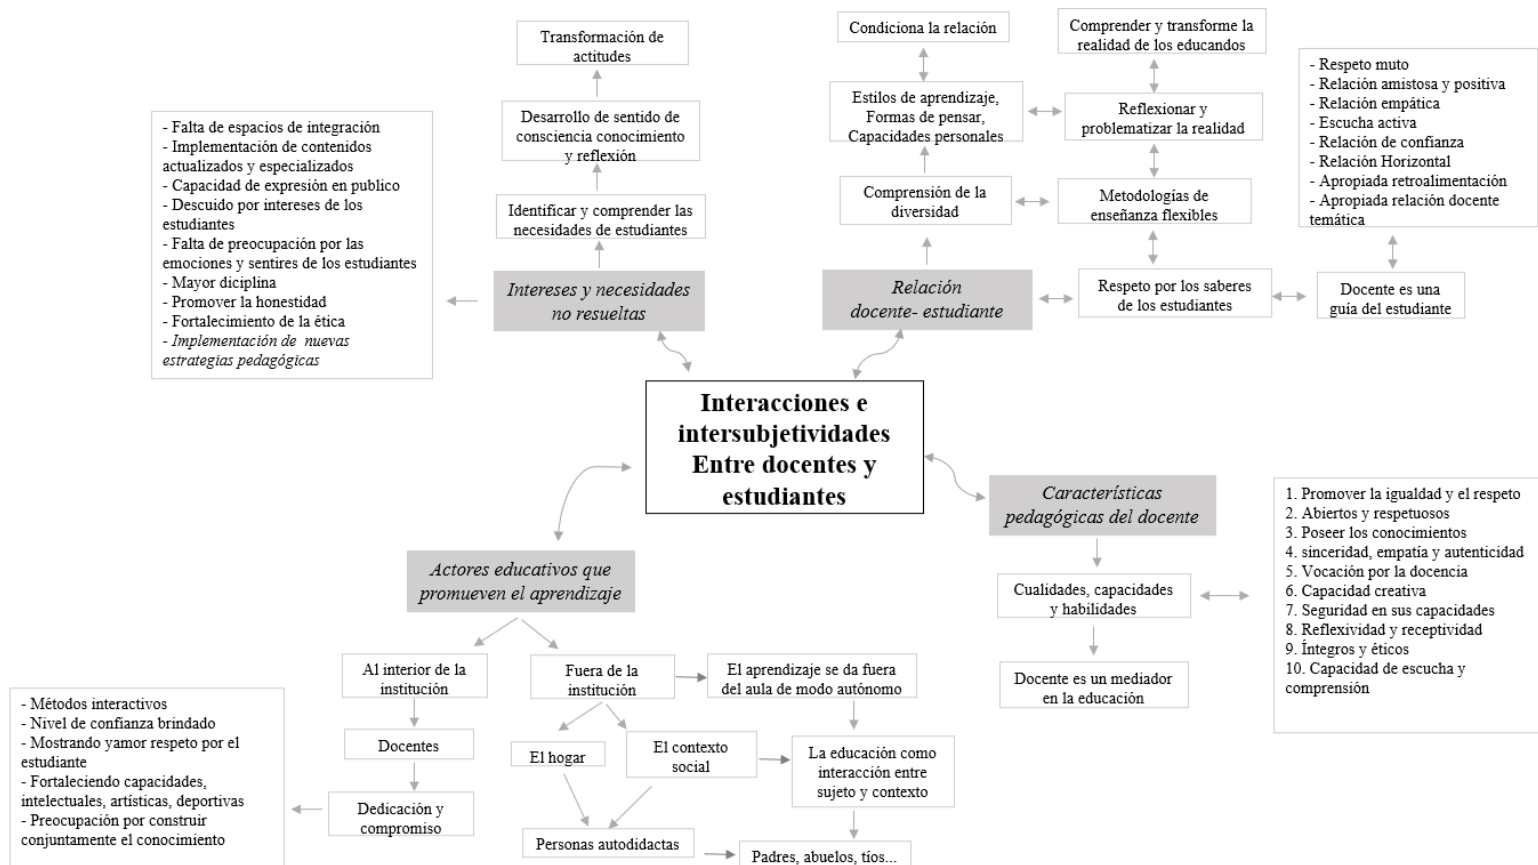 Transformación de
actitudes
Desarrollo de sentido de
consciencia conocimiento
y reflexión
Identificar y comprender las
necesidades de estudiantes
Intereses y necesidades
no resueltas
- Falta de espacios de integración
- Implementación de contenidos
actualizados y especializados
- Capacidad de expresión en publico
- Descuido por intereses de los
estudiantes
- Falta de preocupación por las
emociones y sentires de los estudiantes
- Mayor diciplina
- Promover la honestidad
- Fortalecimiento de la ética
- Implementación de nuevas
estrategias pedagógicas
Condiciona la relación
Estilos de aprendizaje,
Formas de pensar,
Capacidades personales
Comprensión de la
diversidad
Relación
docente- estudiante
Comprender y transforme la
realidad de los educandos
Reflexionar y
problematizar la realidad
Metodologías de
enseñanza flexibles
Respeto por los saberes
de los estudiantes
- Respeto muto
- Relación amistosa y positiva
- Relación empática
- Escucha activa
- Relación de confianza
- Relación Horizontal
- Apropiada retroalimentación
- Apropiada relación docente
temática
Docente es una
guía del estudiante
Interacciones e
intersubjetividades
Entre docentes y
estudiantes
Características
pedagógicas del docente
Cualidades, capacidades
y habilidades
Docente es un mediador
en la educación
1. Promover la igualdad y el respeto
2. Abiertos y respetuosos
3. Poseer los conocimientos
4. sinceridad, empatía y autenticidad
5. Vocación por la docencia
6. Capacidad creativa
7. Seguridad en sus capacidades
8. Reflexividad y receptividad
9. Íntegros y éticos
10. Capacidad de escucha y
comprensión
Actores educativos que
promueven el aprendizaje
Al interior de la
institución
Docentes
Dedicación y
compromiso
- Métodos interactivos
- Nivel de confianza brindado
- Mostrando yamor respeto por el
estudiante
- Fortaleciendo capacidades,
intelectuales, artísticas, deportivas
- Preocupación por construir
conjuntamente el conocimiento
Fuera de la
institución
El hogar
El contexto
social
Personas autodidactas
El aprendizaje se da fuera
del aula de modo autónomo
La educación como
interacción entre
sujeto y contexto
Padres, abuelos, tíos...